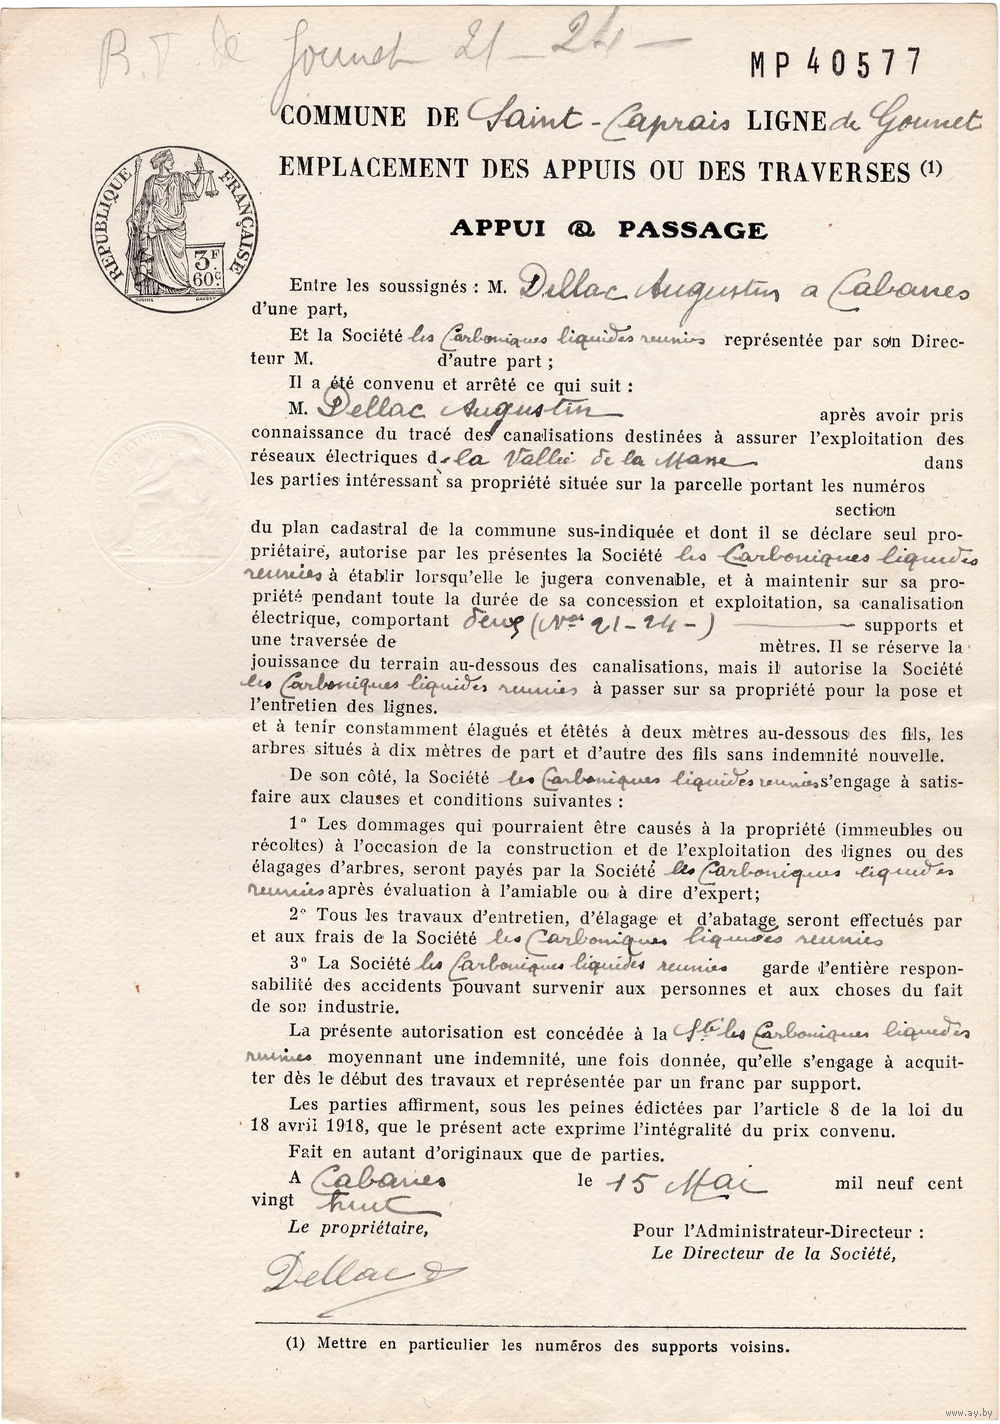 B.T. de Gounet 21 - 24 -
MP 40577
COMMUNE DE Saint-Caprais LIGNE de Gounet
EMPLACEMENT DES APPUIS OU DES TRAVERSES (1)
RÉPUBLIQUE FRANÇAISE
3F
60c
APPUI & PASSAGE
Entre les soussignés : M. Dellac Augustin a Cabanes
d'une part,
Et la Société les Carboniques liquides reunies représentée par son Direc-
teur M. d'autre part ;
Il a été convenu et arrêté ce qui suit :
M. Dellac Augustin après avoir pris
connaissance du tracé des canalisations destinées à assurer l'exploitation des
réseaux électriques de la Vallée de la Masse dans
les parties intéressant sa propriété située sur la parcelle portant les numéros
section
du plan cadastral de la commune sus-indiquée et dont il se déclare seul pro-
priétaire, autorise par les présentes la Société les Carboniques liquides
reunies à établir lorsqu'elle le jugera convenable, et à maintenir sur sa pro-
priété pendant toute la durée de sa concession et exploitation, sa canalisation
électrique, comportant deux (Nos 21-24-) supports et
une traversée de mètres. Il se réserve la
jouissance du terrain au-dessous des canalisations, mais il autorise la Société
les Carboniques liquides reunies à passer sur sa propriété pour la pose et
l'entretien des lignes.
et à tenir constamment élagués et étêtés à deux mètres au-dessous des fils, les
arbres situés à dix mètres de part et d'autre des fils sans indemnité nouvelle.
De son côté, la Société les Carboniques liquides reunies s'engage à satis-
faire aux clauses et conditions suivantes :
1° Les dommages qui pourraient être causés à la propriété (immeubles ou
récoltes) à l'occasion de la construction et de l'exploitation des lignes ou des
élagages d'arbres, seront payés par la Société les Carboniques liquides
reunies après évaluation à l'amiable ou à dire d'expert;
2° Tous les travaux d'entretien, d'élagage et d'abatage seront effectués par
et aux frais de la Société les Carboniques liquides reunies
3° La Société les Carboniques liquides reunies garde l'entière respon-
sabilité des accidents pouvant survenir aux personnes et aux choses du fait
de son industrie.
La présente autorisation est concédée à la Sté les Carboniques liquides
reunies moyennant une indemnité, une fois donnée, qu'elle s'engage à acquit-
ter dès le début des travaux et représentée par un franc par support.
Les parties affirment, sous les peines édictées par l'article 8 de la loi du
18 avril 1918, que le présent acte exprime l'intégralité du prix convenu.
Fait en autant d'originaux que de parties.
A Cabanes le 15 Mai mil neuf cent
vingt huit
Le propriétaire,
Pour l'Administrateur-Directeur :
Le Directeur de la Société,
Dellac
(1) Mettre en particulier les numéros des supports voisins.
www.ay.by